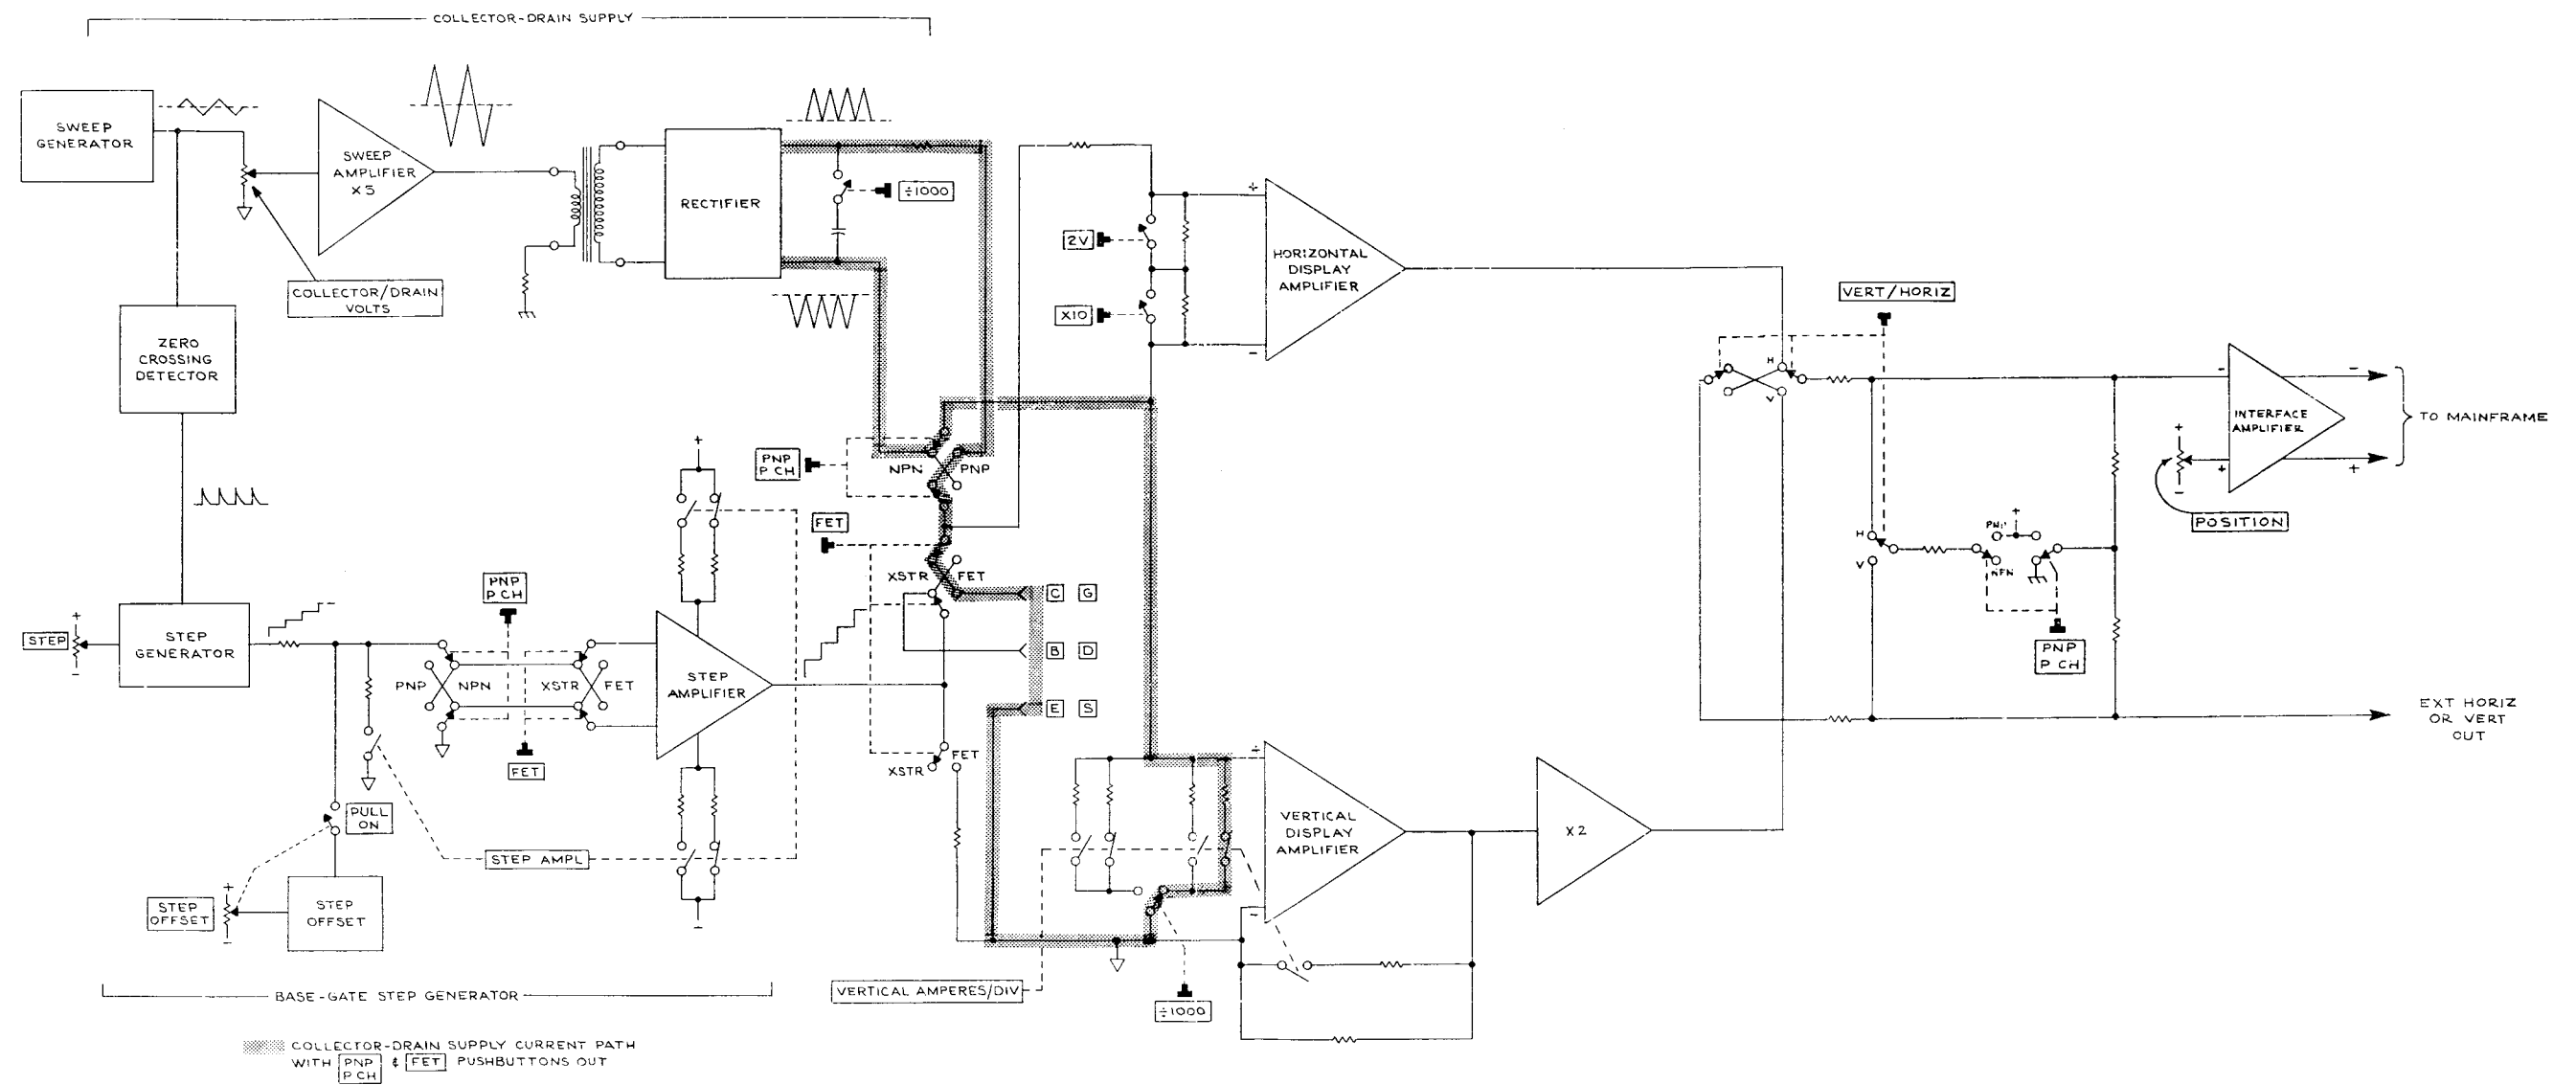 COLLECTOR-DRAIN SUPPLY
SWEEP
GENERATOR
SWEEP
AMPLIFIER
X5
COLLECTOR/DRAIN
VOLTS
RECTIFIER
÷1000
ZERO
CROSSING
DETECTOR
2V
X10
+
-
HORIZONTAL
DISPLAY
AMPLIFIER
VERT/HORIZ
H
V
-
+
INTERFACE
AMPLIFIER
-
+
TO MAINFRAME
+
-
POSITION
H
V
PNP
+
NPN
PNP
P CH
EXT HORIZ
OR VERT
OUT
PNP
P CH
NPN
PNP
FET
XSTR
FET
C
G
B
D
E
S
XSTR
FET
STEP
+
-
STEP
GENERATOR
PNP
P CH
PNP
NPN
XSTR
FET
FET
+
STEP
AMPLIFIER
-
PULL
ON
STEP AMPL
STEP
OFFSET
+
-
STEP
OFFSET
+
-
VERTICAL
DISPLAY
AMPLIFIER
X2
VERTICAL AMPERES/DIV
÷1000
BASE-GATE STEP GENERATOR
COLLECTOR-DRAIN SUPPLY CURRENT PATH
WITH PNP P CH & FET PUSHBUTTONS OUT